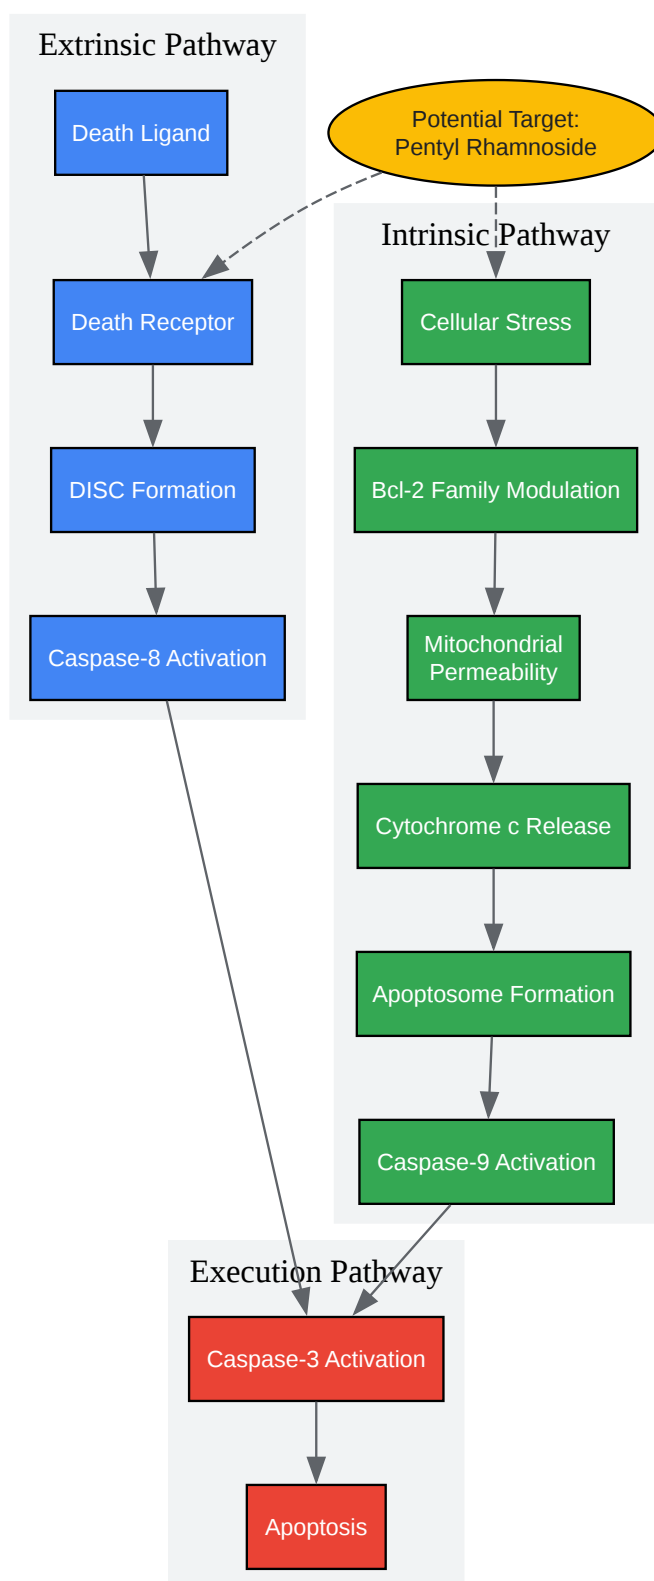 Extrinsic Pathway
Death Ligand
Potential Target:
Pentyl Rhamnoside
Intrinsic Pathway
Death Receptor
Cellular Stress
DISC Formation
Bcl-2 Family Modulation
Caspase-8 Activation
Mitochondrial
Permeability
Cytochrome c Release
Apoptosome Formation
Caspase-9 Activation
Execution Pathway
Caspase-3 Activation
Apoptosis